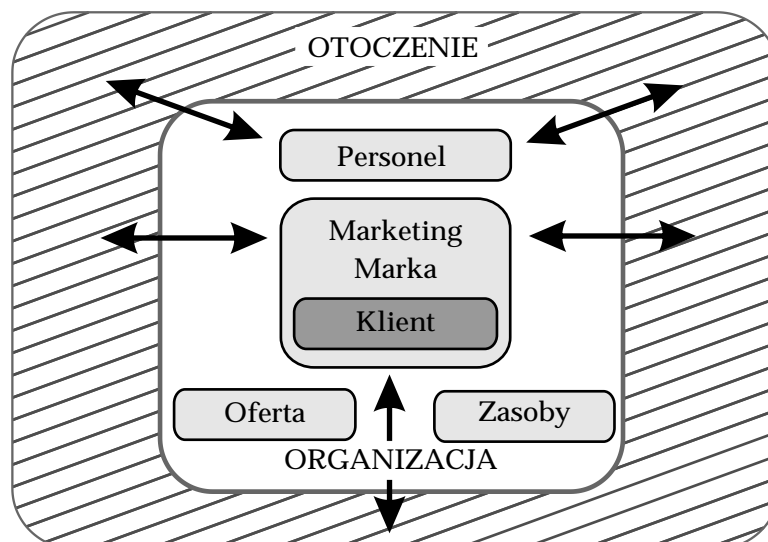 OTOCZENIE
Personel
Marketing
Marka
Klient
Oferta
Zasoby
ORGANIZACJA